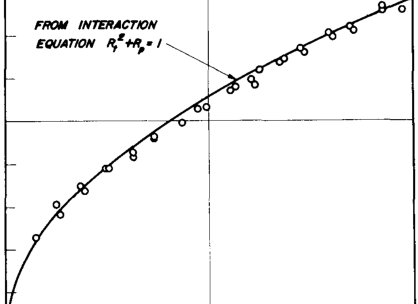 FROM INTERACTION
EQUATION R_t^2+R_p=1